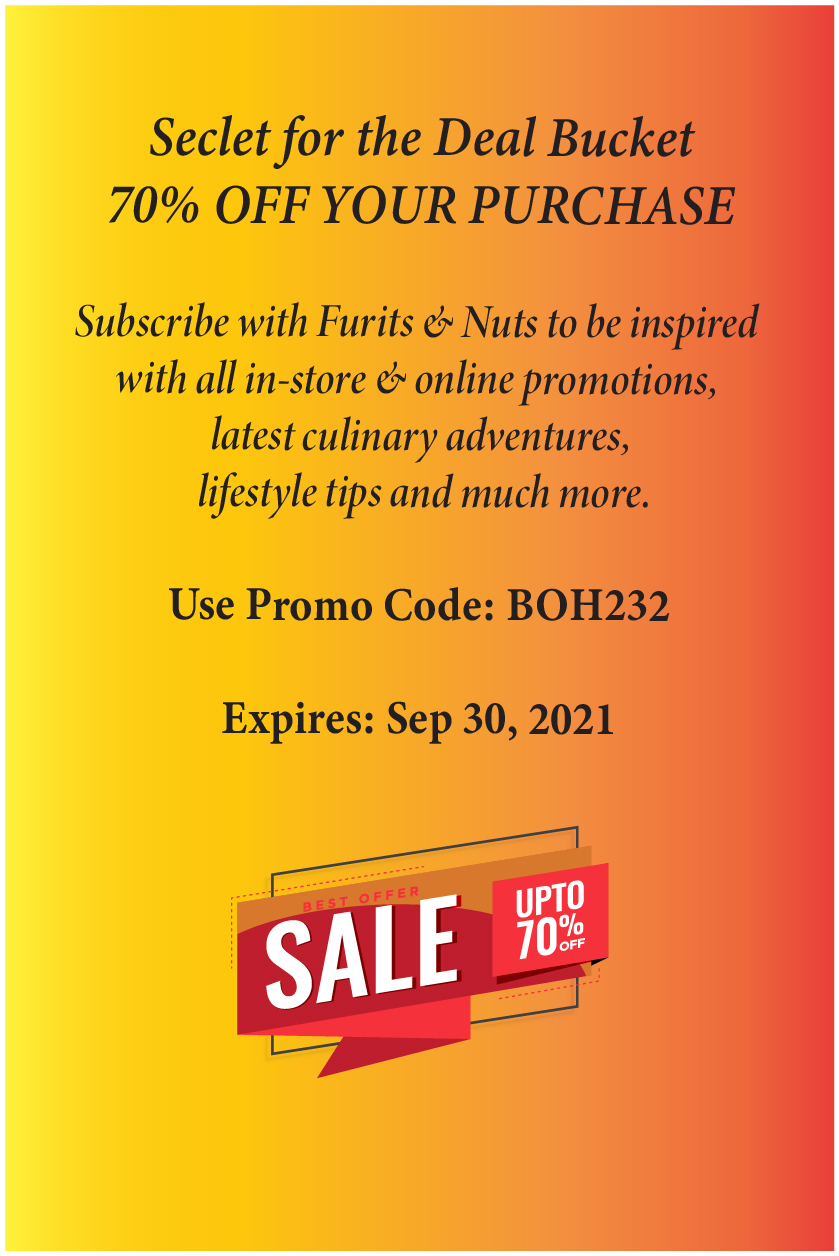 Seclet for the Deal Bucket
70% OFF YOUR PURCHASE
Subscribe with Furits & Nuts to be inspired
with all in-store & online promotions,
latest culinary adventures,
lifestyle tips and much more.
Use Promo Code: BOH232
Expires: Sep 30, 2021
BEST OFFER
SALE
UPTO
70%
OFF